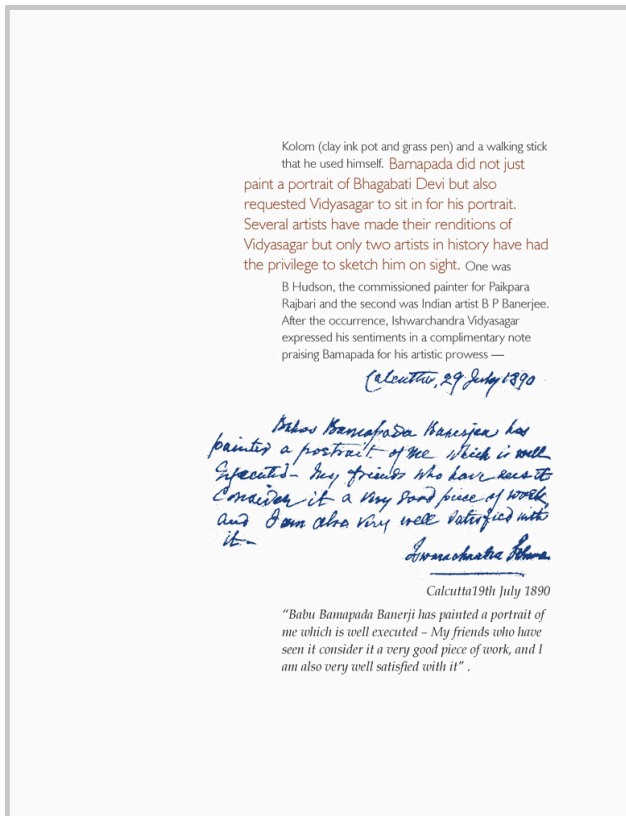 Kolom (clay ink pot and grass pen) and a walking stick
that he used himself. Bamapada did not just
paint a portrait of Bhagabati Devi but also
requested Vidyasagar to sit in for his portrait.
Several artists have made their renditions of
Vidyasagar but only two artists in history have had
the privilege to sketch him on sight. One was
B Hudson, the commissioned painter for Paikpara
Rajbari and the second was Indian artist B P Banerjee.
After the occurrence, Ishwarchandra Vidyasagar
expressed his sentiments in a complimentary note
praising Bamapada for his artistic prowess —
Calcutta, 29 July 1890
Baboo Bamapada Banerjea has
painted a portrait of me which is well
executed – My friends who have seen it
consider it a very good piece of work,
and I am also very well satisfied with
it –
Iswarachandra Sharma
Calcutta19th July 1890
“Babu Bamapada Banerji has painted a portrait of
me which is well executed – My friends who have
seen it consider it a very good piece of work, and I
am also very well satisfied with it” .